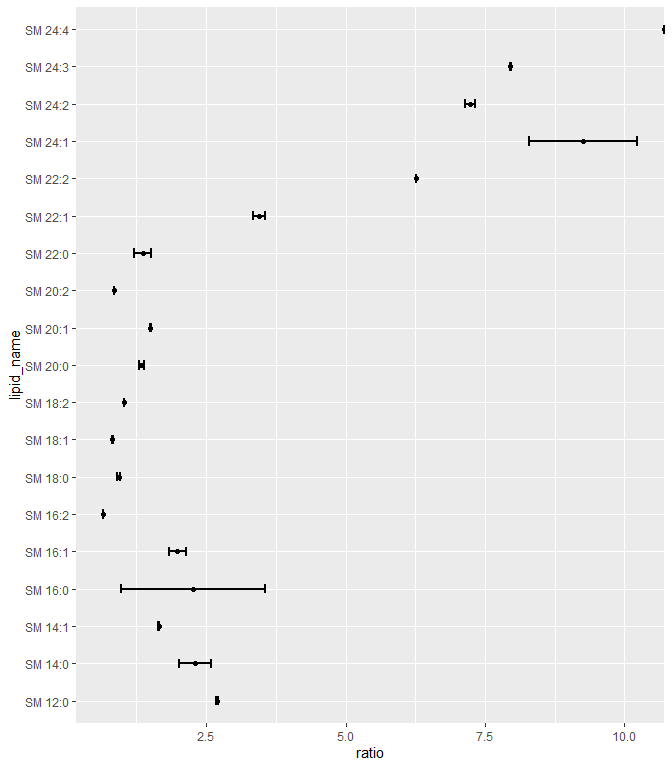 SM 24:4
SM 24:3
SM 24:2
SM 24:1
SM 22:2
SM 22:1
SM 22:0
SM 20:2
SM 20:1
SM 20:0
SM 18:2
SM 18:1
SM 18:0
SM 16:2
SM 16:1
SM 16:0
SM 14:1
SM 14:0
SM 12:0
lipid_name
2.5 5.0 7.5 10.0
ratio